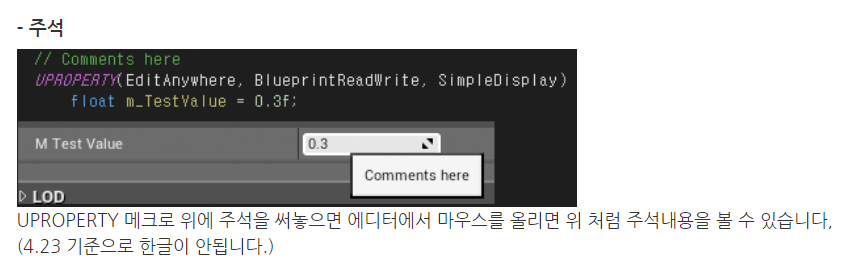 - 주석
// Comments here
UPROPERTY(EditAnywhere, BlueprintReadWrite, SimpleDisplay)
float m_TestValue = 0.3f;
M Test Value 0.3
Comments here
LOD
UPROPERTY 메크로 위에 주석을 써놓으면 에디터에서 마우스를 올리면 위 처럼 주석내용을 볼 수 있습니다,
(4.23 기준으로 한글이 안됩니다.)